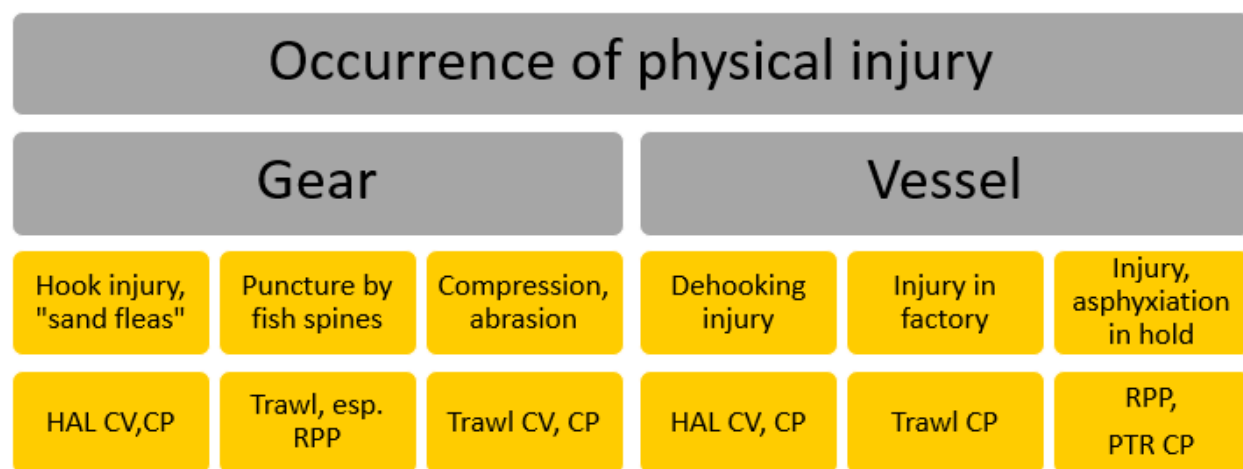 Occurrence of physical injury
Gear
Vessel
Hook injury,
"sand fleas"
Puncture by
fish spines
Compression,
abrasion
Dehooking
injury
Injury in
factory
Injury,
asphyxiation
in hold
HAL CV,CP
Trawl, esp.
RPP
Trawl CV, CP
HAL CV, CP
Trawl CP
RPP,
PTR CP